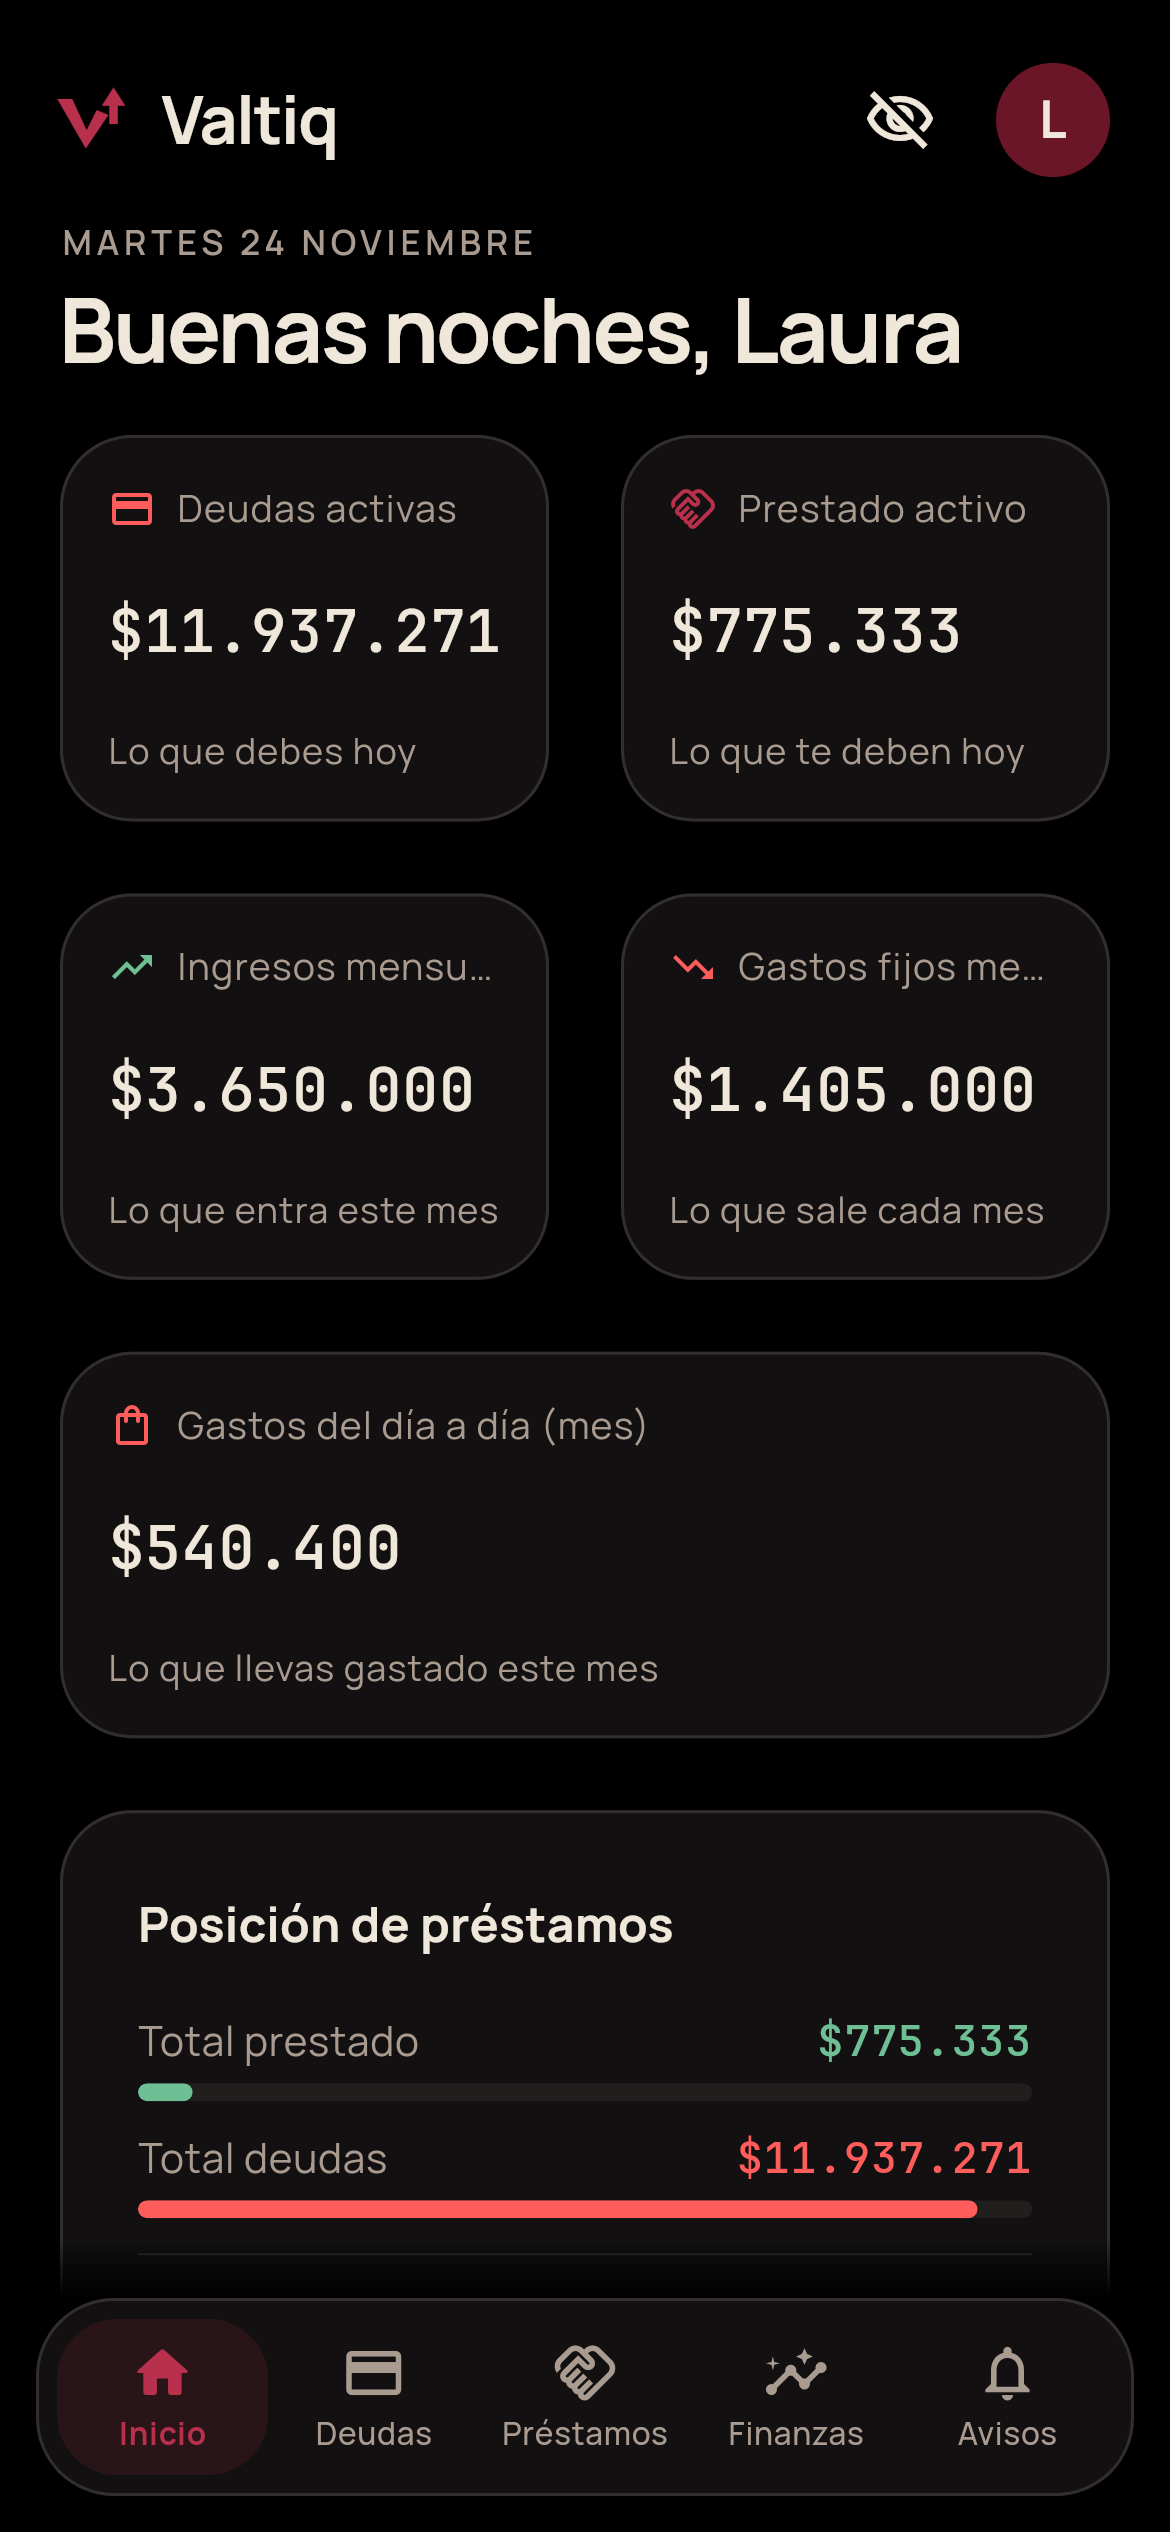 Valtiq
L
MARTES 24 NOVIEMBRE
Buenas noches, Laura
Deudas activas
$11.937.271
Lo que debes hoy
Prestado activo
$775.333
Lo que te deben hoy
Ingresos mensu...
$3.650.000
Lo que entra este mes
Gastos fijos me...
$1.405.000
Lo que sale cada mes
Gastos del día a día (mes)
$540.400
Lo que llevas gastado este mes
Posición de préstamos
Total prestado $775.333
Total deudas $11.937.271
Inicio Deudas Préstamos Finanzas Avisos